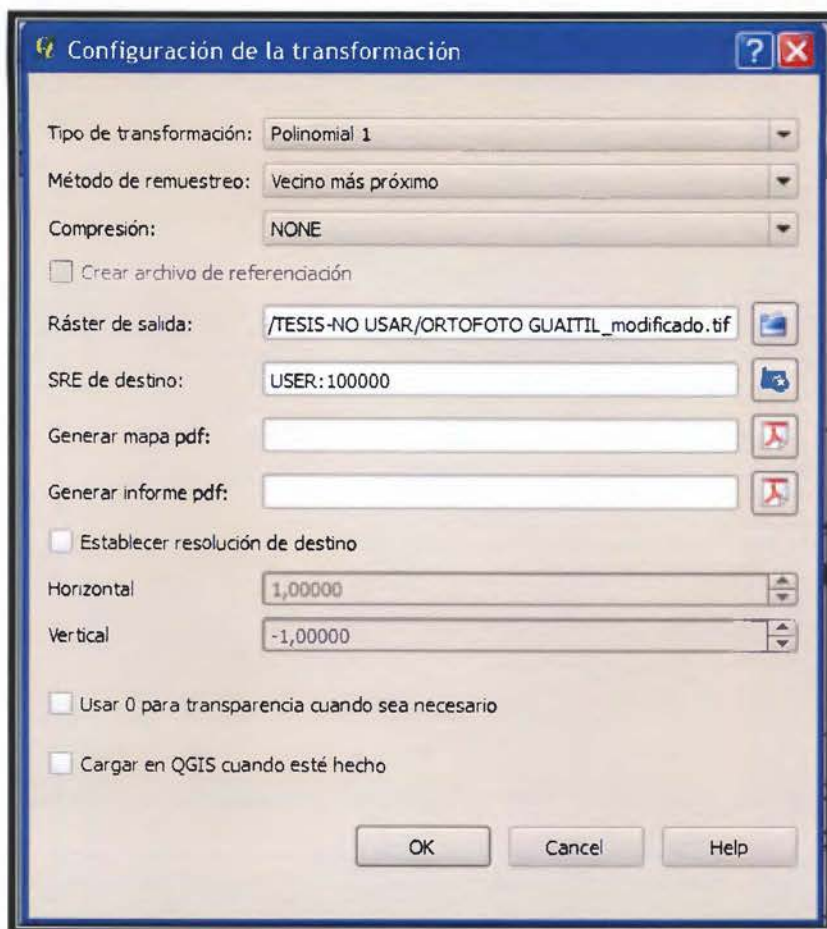 Configuración de la transformación
Tipo de transformación: Polinomial 1
Método de remuestreo: Vecino más próximo
Compresión: NONE
Crear archivo de referenciación
Ráster de salida: /TESIS-NO USAR/ORTOFOTO GUAITIL_modificado.tif
SRE de destino: USER:100000
Generar mapa pdf:
Generar informe pdf:
Establecer resolución de destino
Horizontal 1,00000
Vertical -1,00000
Usar 0 para transparencia cuando sea necesario
Cargar en QGIS cuando esté hecho
OK Cancel Help